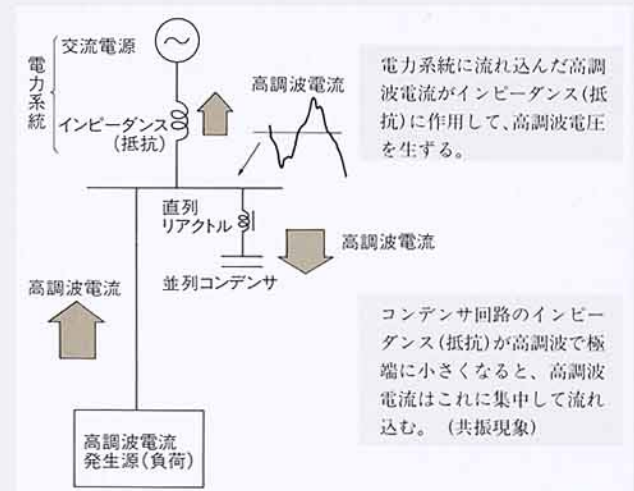 交流電源
電力系統
インピーダンス
(抵抗)
高調波電流
電力系統に流れ込んだ高調
波電流がインピーダンス(抵
抗)に作用して、高調波電圧
を生ずる。
直列
リアクトル
並列コンデンサ
高調波電流
高調波電流
コンデンサ回路のインピー
ダンス(抵抗)が高調波で極
端に小さくなると、高調波
電流はこれに集中して流れ
込む。(共振現象)
高調波電流
発生源(負荷)